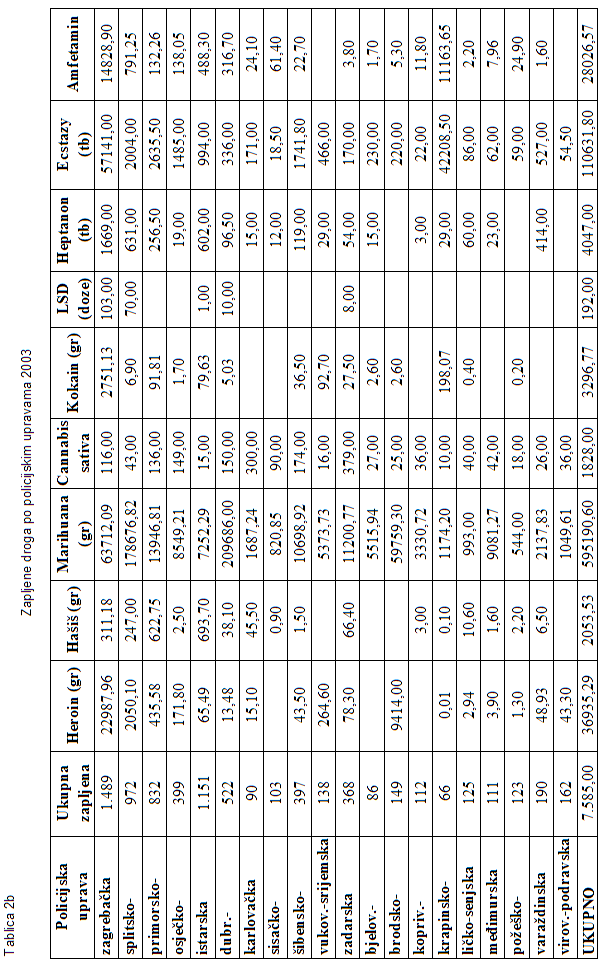 Tablica 2b
Zapljene droga po policijskim upravama 2003
Policijska uprava Ukupna zapljena Heroin (gr) Hašiš (gr) Marihuana (gr) Cannabis sativa Kokain (gr) LSD (doze) Heptanon (tb) Ecstazy (tb) Amfetamin
zagrebačka 1.489 22987,96 311,18 63712,09 116,00 2751,13 103,00 1669,00 57141,00 14828,90
splitsko- 972 2050,10 247,00 178676,82 43,00 6,90 70,00 631,00 2004,00 791,25
primorsko- 832 435,58 622,75 13946,81 136,00 91,81 256,50 2635,50 132,26
osječko- 399 171,80 2,50 8549,21 149,00 1,70 19,00 1485,00 138,05
istarska 1.151 65,49 693,70 7252,29 15,00 79,63 1,00 602,00 994,00 488,30
dubr.- 522 13,48 38,10 209686,00 150,00 5,03 10,00 96,50 336,00 316,70
karlovačka 90 15,10 45,50 1687,24 300,00 15,00 171,00 24,10
sisačko- 103 0,90 820,85 90,00 12,00 18,50 61,40
šibensko- 397 43,50 1,50 10698,92 174,00 36,50 119,00 1741,80 22,70
vukov.-srijemska 138 264,60 5373,73 16,00 92,70 29,00 466,00
zadarska 368 78,30 66,40 11200,77 379,00 27,50 8,00 54,00 170,00 3,80
bjelov.- 86 5515,94 27,00 2,60 15,00 230,00 1,70
brodsko- 149 9414,00 59759,30 25,00 2,60 220,00 5,30
kopriv.- 112 3,00 3330,72 36,00 3,00 22,00 11,80
krapinsko- 66 0,01 0,10 1174,20 10,00 198,07 29,00 42208,50 11163,65
ličko-senjska 125 2,94 10,60 993,00 40,00 0,40 60,00 86,00 2,20
međimurska 111 3,90 1,60 9081,27 42,00 23,00 62,00 7,96
požeško- 123 1,30 2,20 544,00 18,00 0,20 59,00 24,90
varaždinska 190 48,93 6,50 2137,83 26,00 414,00 527,00 1,60
virov.-podravska 162 43,30 1049,61 36,00 54,50
UKUPNO 7.585,00 36935,29 2053,53 595190,60 1828,00 3296,77 192,00 4047,00 110631,80 28026,57